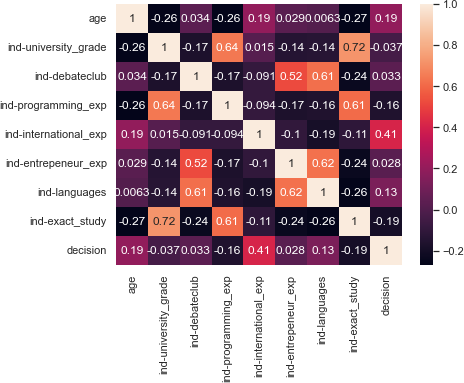 age 1 -0.26 0.034 -0.26 0.19 0.029 0.0063 -0.27 0.19
ind-university_grade -0.26 1 -0.17 0.64 0.015 -0.14 -0.14 0.72 -0.037
ind-debateclub 0.034 -0.17 1 -0.17 -0.091 0.52 0.61 -0.24 0.033
ind-programming_exp -0.26 0.64 -0.17 1 -0.094 -0.17 -0.16 0.61 -0.16
ind-international_exp 0.19 0.015 -0.091 -0.094 1 -0.1 -0.19 -0.11 0.41
ind-entrepeneur_exp 0.029 -0.14 0.52 -0.17 -0.1 1 0.62 -0.24 0.028
ind-languages 0.0063 -0.14 0.61 -0.16 -0.19 0.62 1 -0.26 0.13
ind-exact_study -0.27 0.72 -0.24 0.61 -0.11 -0.24 -0.26 1 -0.19
decision 0.19 -0.037 0.033 -0.16 0.41 0.028 0.13 -0.19 1
age
ind-university_grade
ind-debateclub
ind-programming_exp
ind-international_exp
ind-entrepeneur_exp
ind-languages
ind-exact_study
decision
1.0
0.8
0.6
0.4
0.2
0.0
-0.2